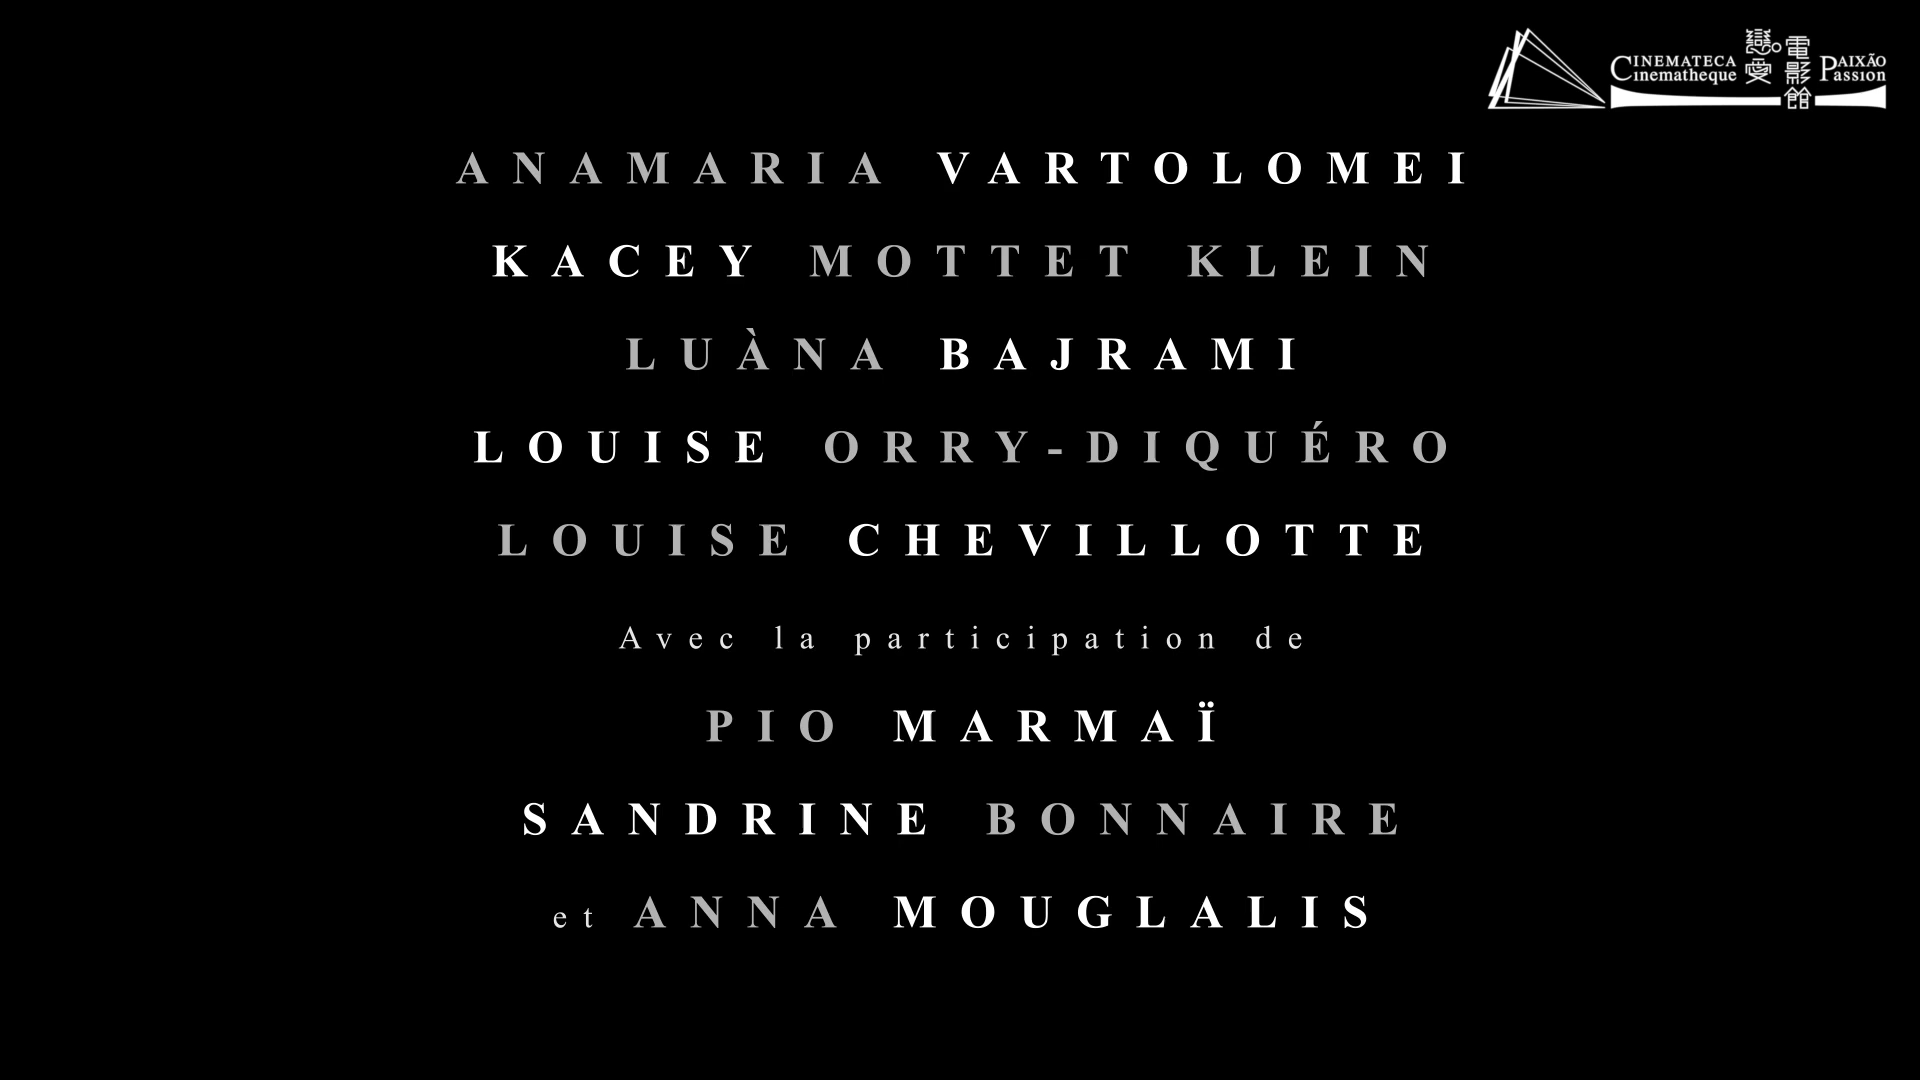 CINEMATECA
Cinematheque
戀愛
電影館
PAIXÃO
Passion
ANAMARIA VARTOLOMEI
KACEY MOTTET KLEIN
LUÀNA BAJRAMI
LOUISE ORRY-DIQUÉRO
LOUISE CHEVILLOTTE
Avec la participation de
PIO MARMAÏ
SANDRINE BONNAIRE
et ANNA MOUGLALIS